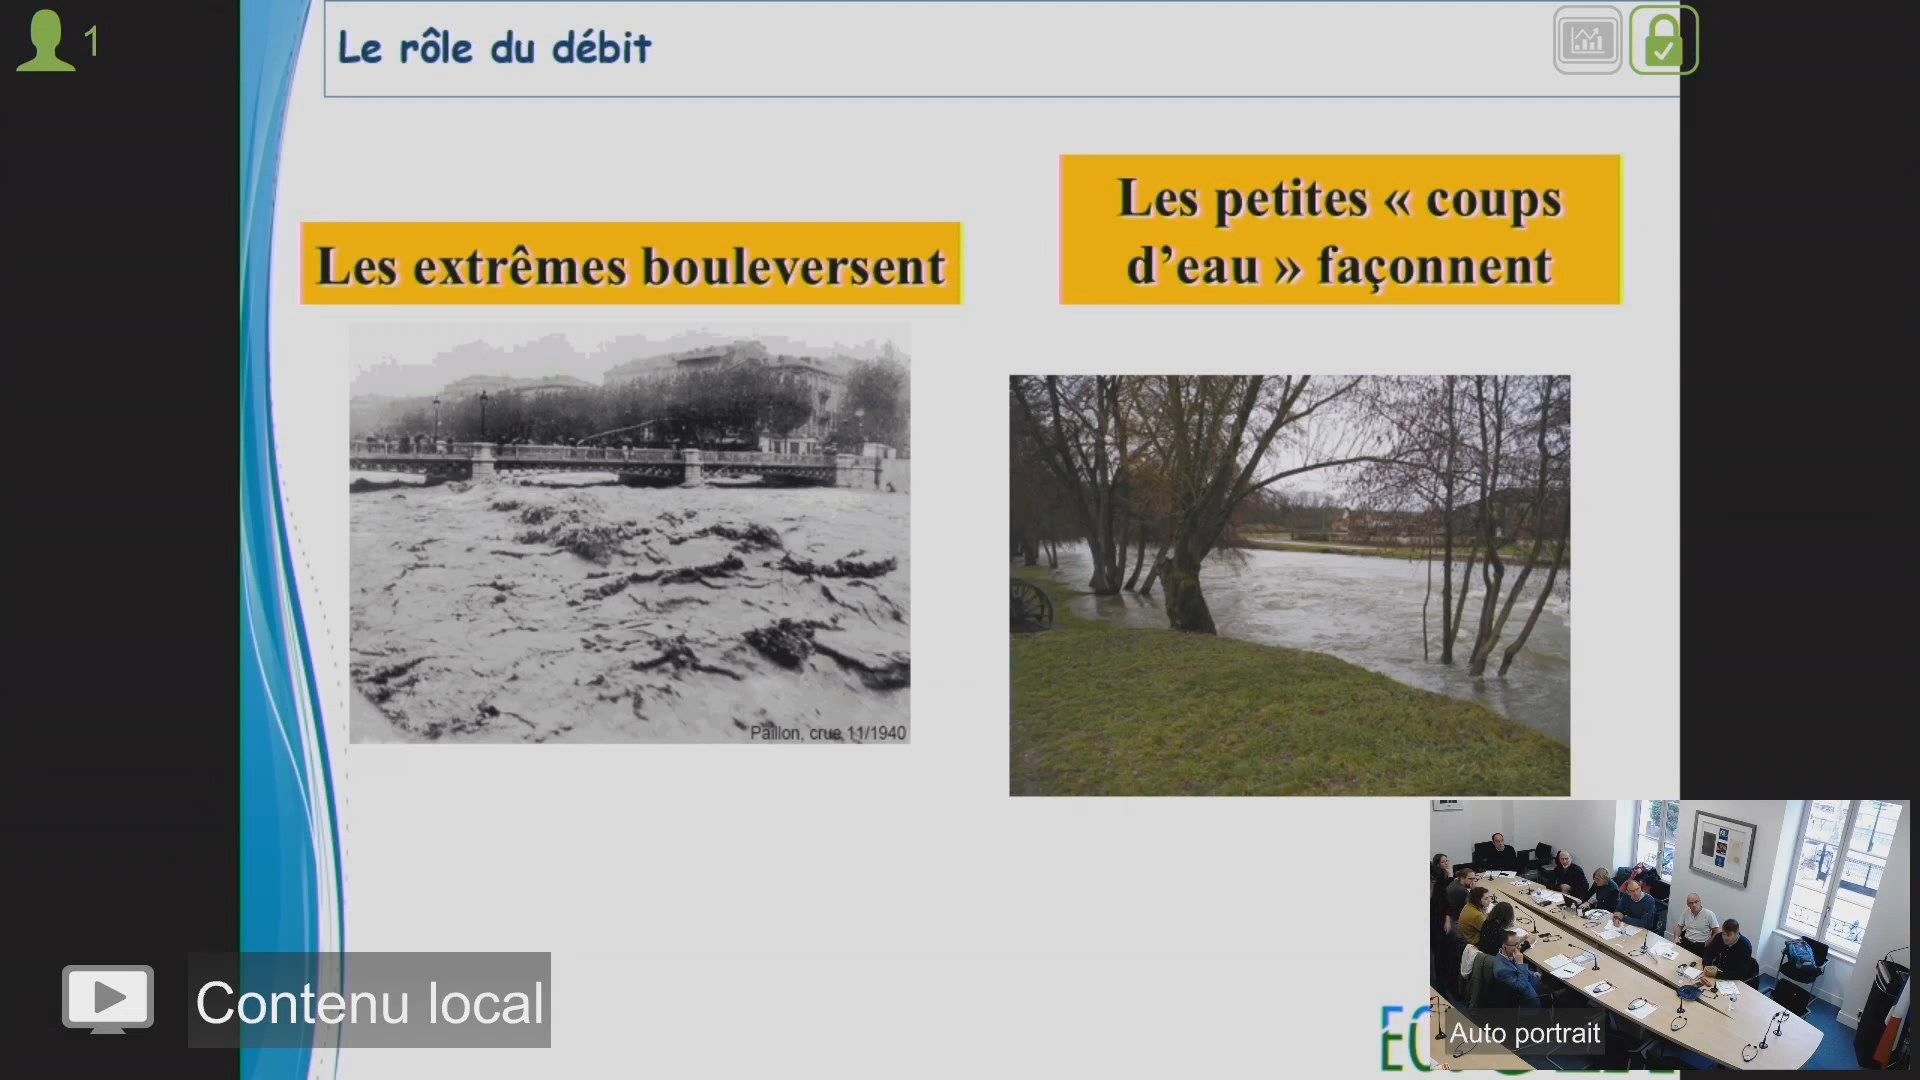 1
Le rôle du débit
Les extrêmes bouleversent
Les petites « coups
d’eau » façonnent
Paillon, crue 11/1940
Contenu local
Auto portrait